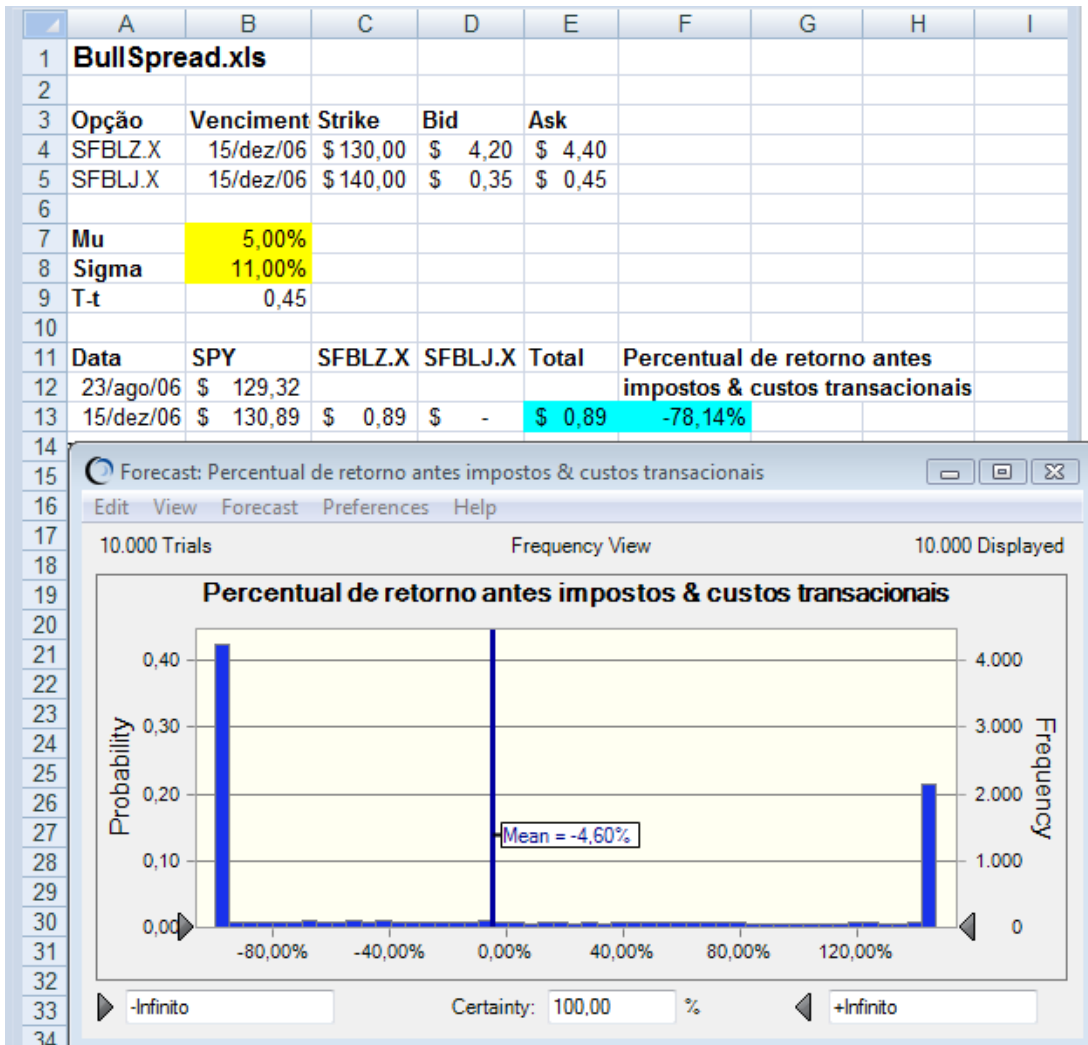 A B C D E F G H I
1 BullSpread.xls
2
3 Opção Venciment Strike Bid Ask
4 SFBLZ.X 15/dez/06 $ 130,00 $ 4,20 $ 4,40
5 SFBLJ.X 15/dez/06 $ 140,00 $ 0,35 $ 0,45
6
7 Mu 5,00%
8 Sigma 11,00%
9 T-t 0,45
10
11 Data SPY SFBLZ.X SFBLJ.X Total Percentual de retorno antes
12 23/ago/06 $ 129,32 impostos & custos transacionais
13 15/dez/06 $ 130,89 $ 0,89 $ - $ 0,89 -78,14%
14
15 Forecast: Percentual de retorno antes impostos & custos transacionais
16 Edit View Forecast Preferences Help
17 10.000 Trials Frequency View 10.000 Displayed
18
19 Percentual de retorno antes impostos & custos transacionais
20
21 0,40 4.000
22
23 0,30 3.000
24
25
26 0,20 2.000
27 Mean = -4,60%
28 0,10 1.000
29
30 0,00 0
31 -80,00% -40,00% 0,00% 40,00% 80,00% 120,00%
Probability
Frequency
32
33 -Infinito Certainty: 100,00 % +Infinito
34